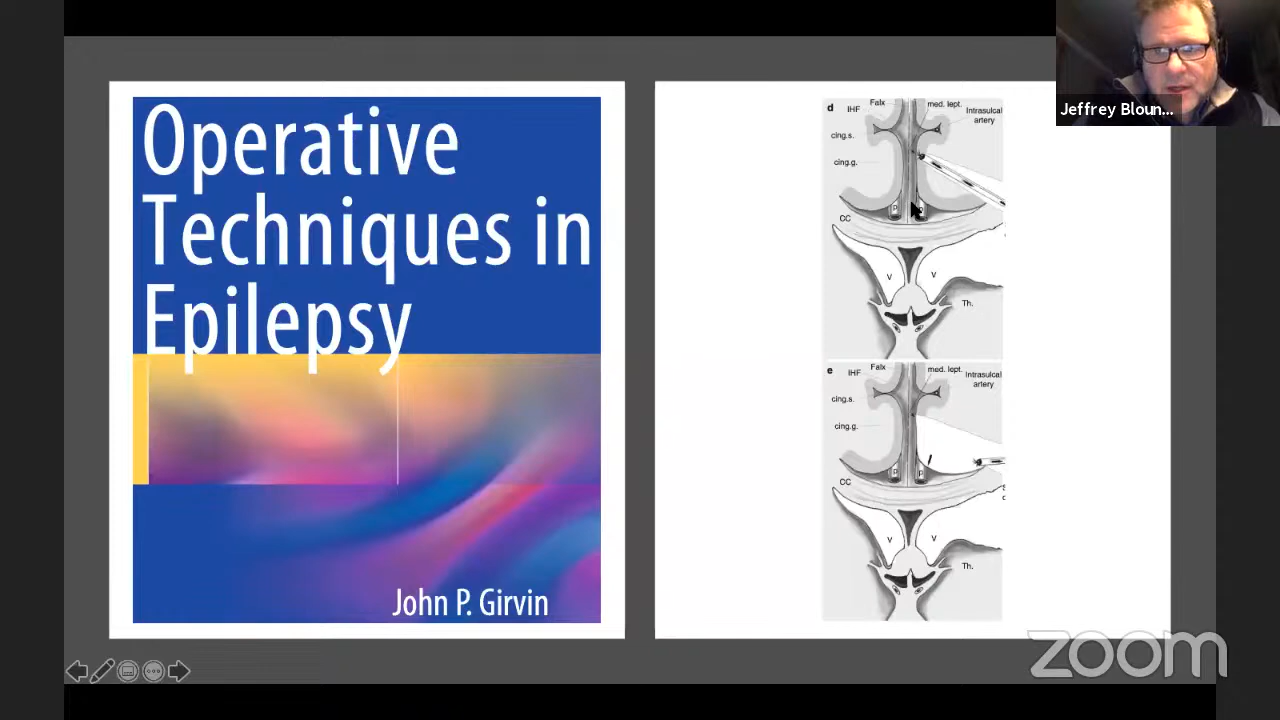 Operative
Techniques in
Epilepsy
John P. Girvin
d
IHF
Falx
med. lept.
Intrasulcal
artery
cing.s.
cing.g.
P
CC
V
V
Th.
e
IHF
Falx
med. lept.
Intrasulcal
artery
cing.s.
cing.g.
P
P
CC
V
V
Th.
Jeffrey Bloun...
zoom